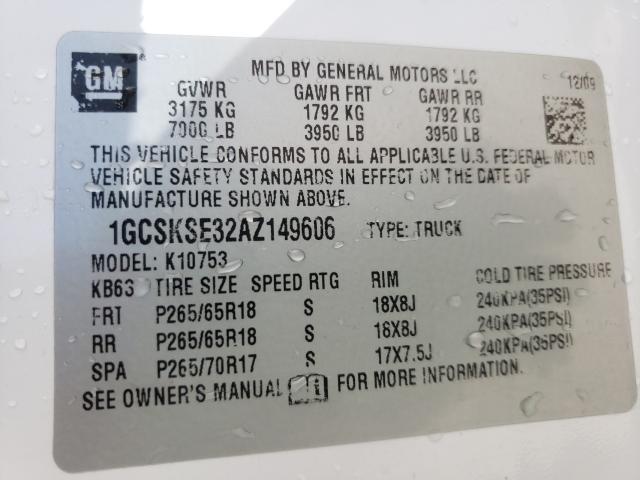 GM
MFD BY GENERAL MOTORS LLC
12/09
GVWR GAWR FRT GAWR RR
3175 KG 1792 KG 1792 KG
7000 LB 3950 LB 3950 LB
THIS VEHICLE CONFORMS TO ALL APPLICABLE U.S. FEDERAL MOTOR
VEHICLE SAFETY STANDARDS IN EFFECT ON THE DATE OF
MANUFACTURE SHOWN ABOVE.
1GCSKSE32AZ149606 TYPE: TRUCK
MODEL: K10753
KB63 TIRE SIZE SPEED RTG RIM COLD TIRE PRESSURE
FRT P265/65R18 S 18X8J 240KPA(35PSI)
RR P265/65R18 S 18X8J 240KPA(35PSI)
SPA P265/70R17 S 17X7.5J 240KPA(35PSI)
SEE OWNER'S MANUAL FOR MORE INFORMATION.